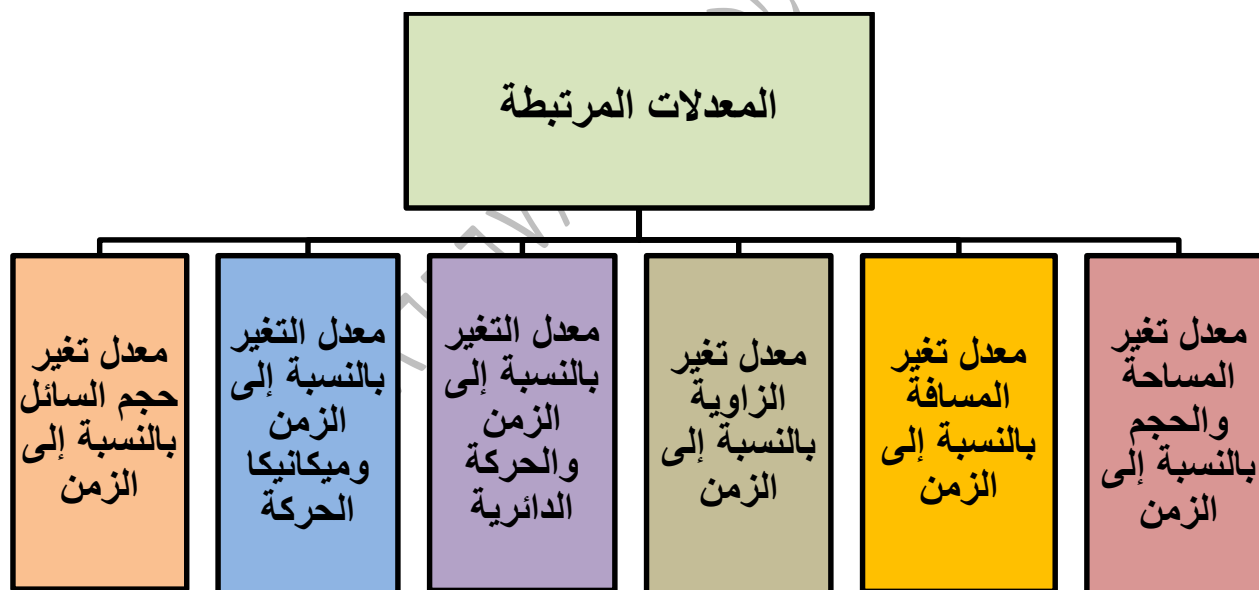 المعدلات المرتبطة
معدل تغير
المساحة
والحجم
بالنسبة إلى
الزمن
معدل تغير
المسافة
بالنسبة إلى
الزمن
معدل تغير
الزاوية
بالنسبة إلى
الزمن
معدل التغير
بالنسبة إلى
الزمن
والحركة
الدائرية
معدل التغير
بالنسبة إلى
الزمن
وميكانيكا
الحركة
معدل تغير
حجم السائل
بالنسبة إلى
الزمن